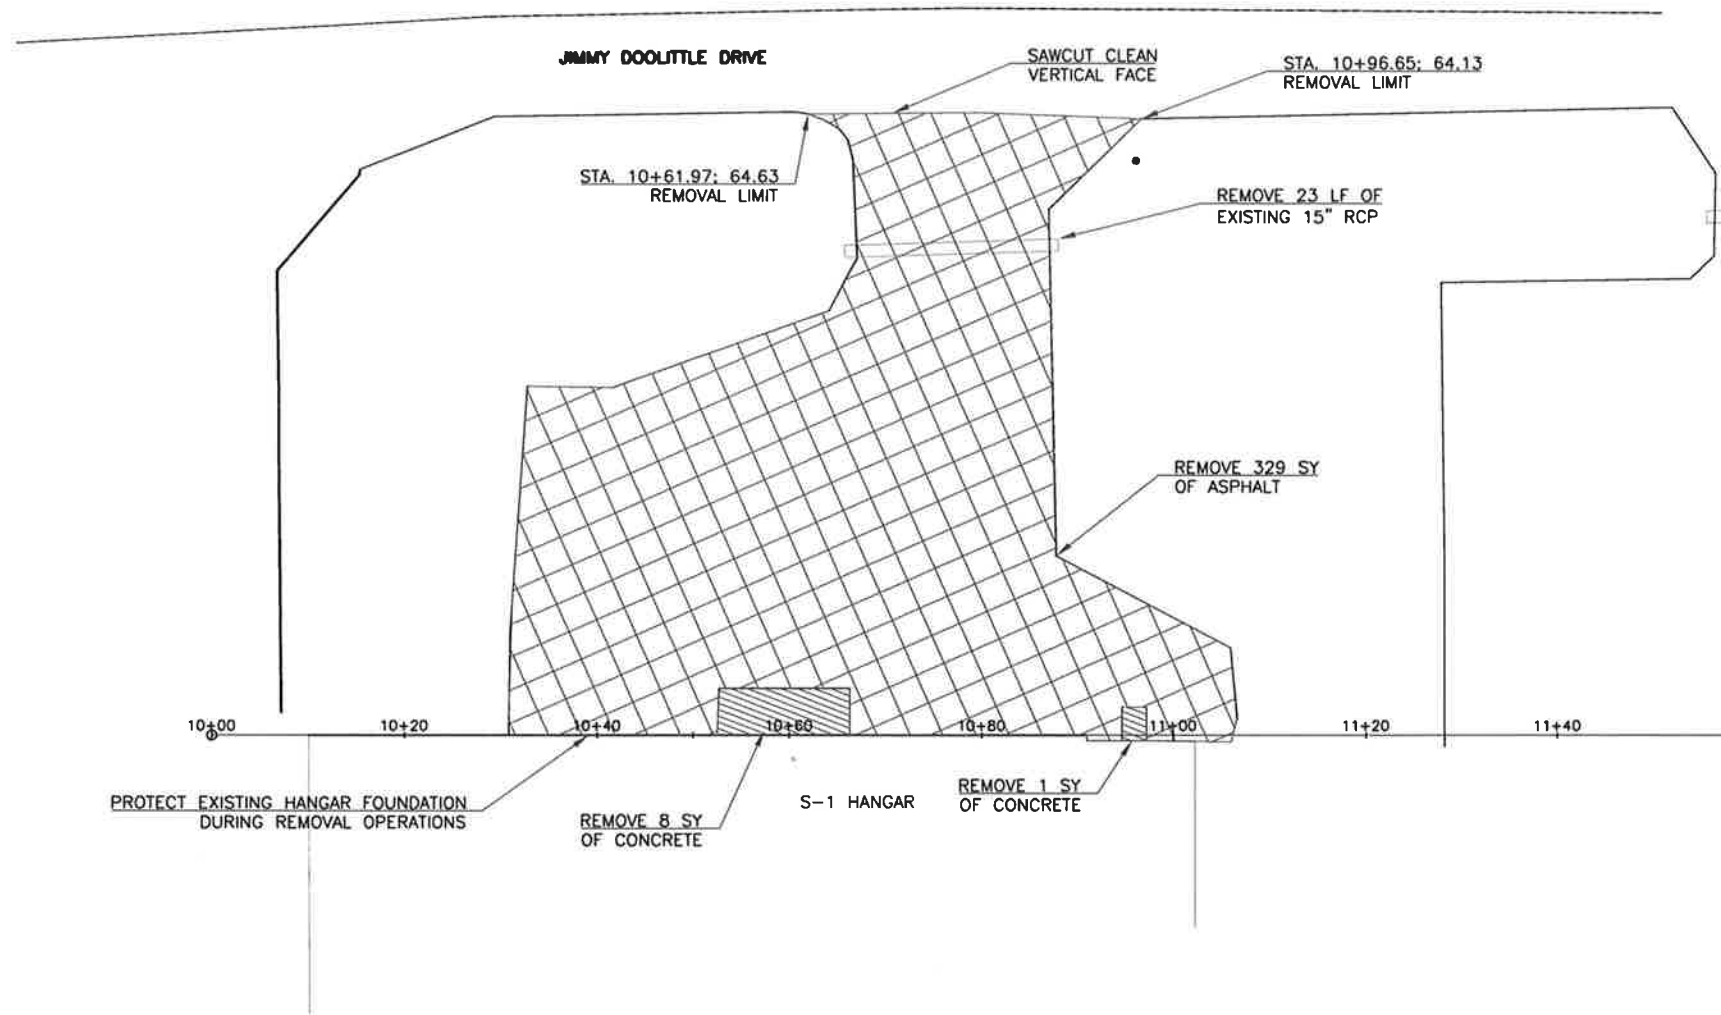 JIMMY DOOLITTLE DRIVE
SAWCUT CLEAN
VERTICAL FACE
STA. 10+96.65; 64.13
REMOVAL LIMIT
STA. 10+61.97; 64.63
REMOVAL LIMIT
REMOVE 23 LF OF
EXISTING 15" RCP
REMOVE 329 SY
OF ASPHALT
10+00
10+20
10+40
10+60
10+80
11+00
11+20
11+40
PROTECT EXISTING HANGAR FOUNDATION
DURING REMOVAL OPERATIONS
REMOVE 8 SY
OF CONCRETE
S-1 HANGAR
REMOVE 1 SY
OF CONCRETE